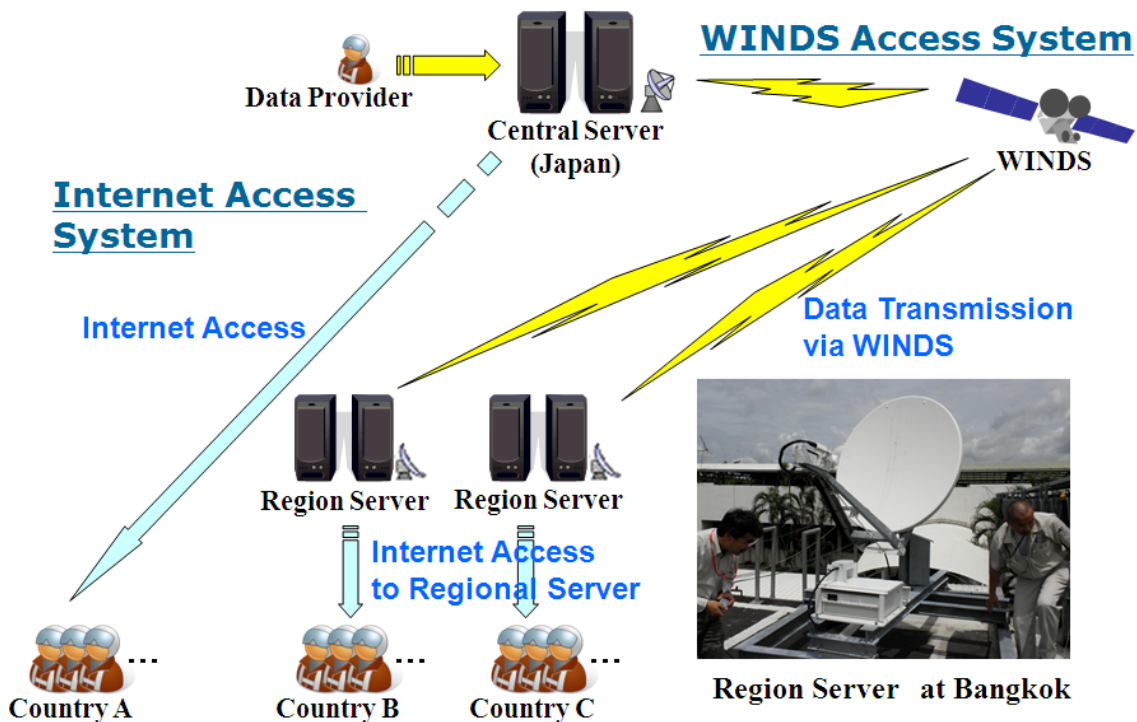 WINDS Access System
Data Provider
Central Server
(Japan)
WINDS
Internet Access
System
Internet Access
Data Transmission
via WINDS
Region Server
Region Server
Internet Access
to Regional Server
Country A
...
Country B
...
Country C
...
Region Server at Bangkok